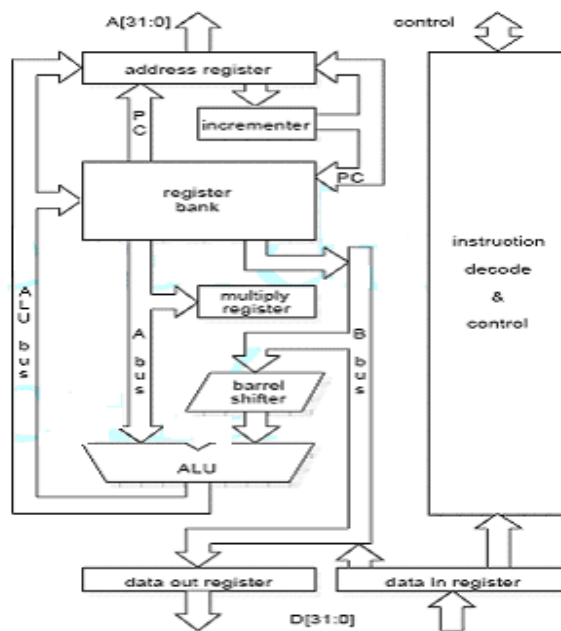 A[31:0]
control
address register
PC
incrementer
PC
register
bank
instruction
decode
&
control
multiply
register
ALU bus
A bus
B bus
barrel
shifter
ALU
data out register
data in register
D[31:0]